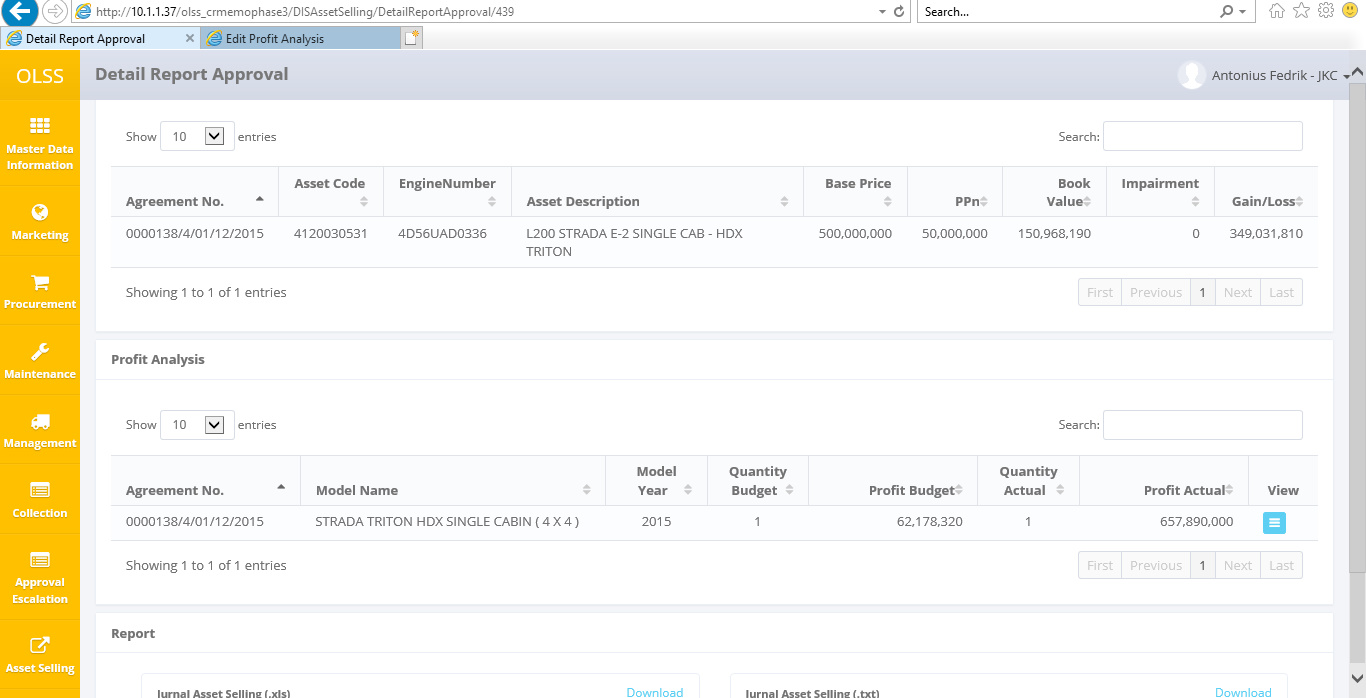 http://10.1.1.37/olss_crmemophase3/DISAssetSelling/DetailReportApproval/439
Search...
Detail Report Approval
Edit Profit Analysis
OLSS
Detail Report Approval
Antonius Fedrik - JKC
Master Data
Information
Marketing
Procurement
Maintenance
Management
Collection
Approval
Escalation
Asset Selling
Show 10 entries
Search:
Agreement No. Asset Code EngineNumber Asset Description Base Price PPn Book Value Impairment Gain/Loss
0000138/4/01/12/2015 4120030531 4D56UAD0336 L200 STRADA E-2 SINGLE CAB - HDX 500,000,000 50,000,000 150,968,190 0 349,031,810
TRITON
Showing 1 to 1 of 1 entries
First Previous 1 Next Last
Profit Analysis
Show 10 entries
Search:
Agreement No. Model Name Model Year Quantity Budget Profit Budget Quantity Actual Profit Actual View
0000138/4/01/12/2015 STRADA TRITON HDX SINGLE CABIN ( 4 X 4 ) 2015 1 62,178,320 1 657,890,000
Showing 1 to 1 of 1 entries
First Previous 1 Next Last
Report
Jurnal Asset Selling (.xls) Download
Jurnal Asset Selling (.txt) Download